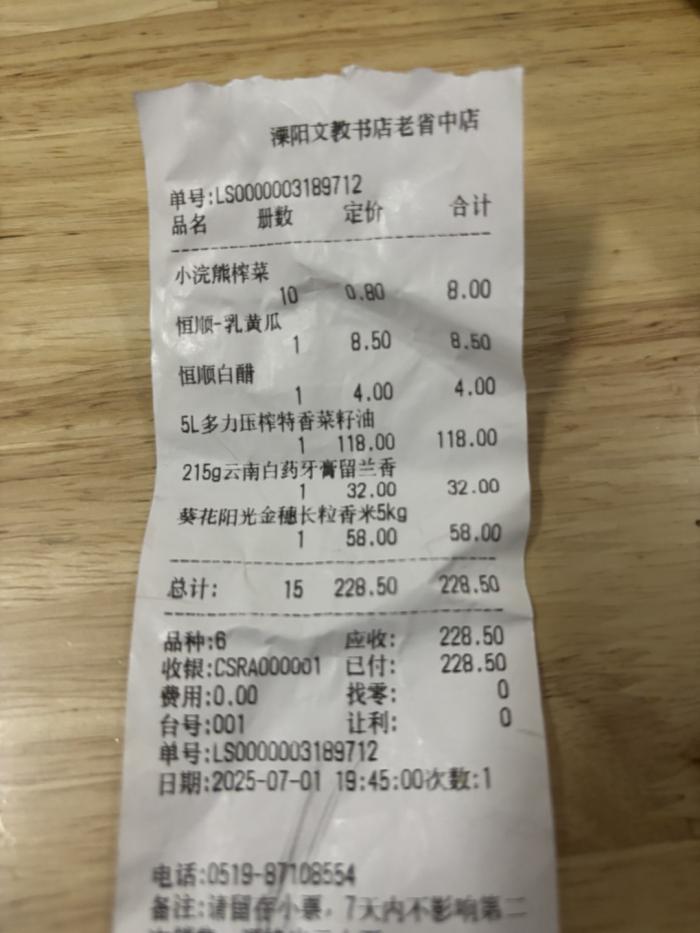 溧阳文教书店老省中店
单号:LS0000003189712
品名 册数 定价 合计
小浣熊榨菜
10 0.80 8.00
恒顺-乳黄瓜
1 8.50 8.50
恒顺白醋
1 4.00 4.00
5L多力压榨特香菜籽油
1 118.00 118.00
215g云南白药牙膏留兰香
1 32.00 32.00
葵花阳光金穗长粒香米5kg
1 58.00 58.00
总计: 15 228.50 228.50
品种:6 应收: 228.50
收银:CSRA000001 已付: 228.50
费用:0.00 找零: 0
台号:001 让利: 0
单号:LS0000003189712
日期:2025-07-01 19:45:00次数:1
电话:0519-87108554
备注:请留存小票，7天内不影响第二